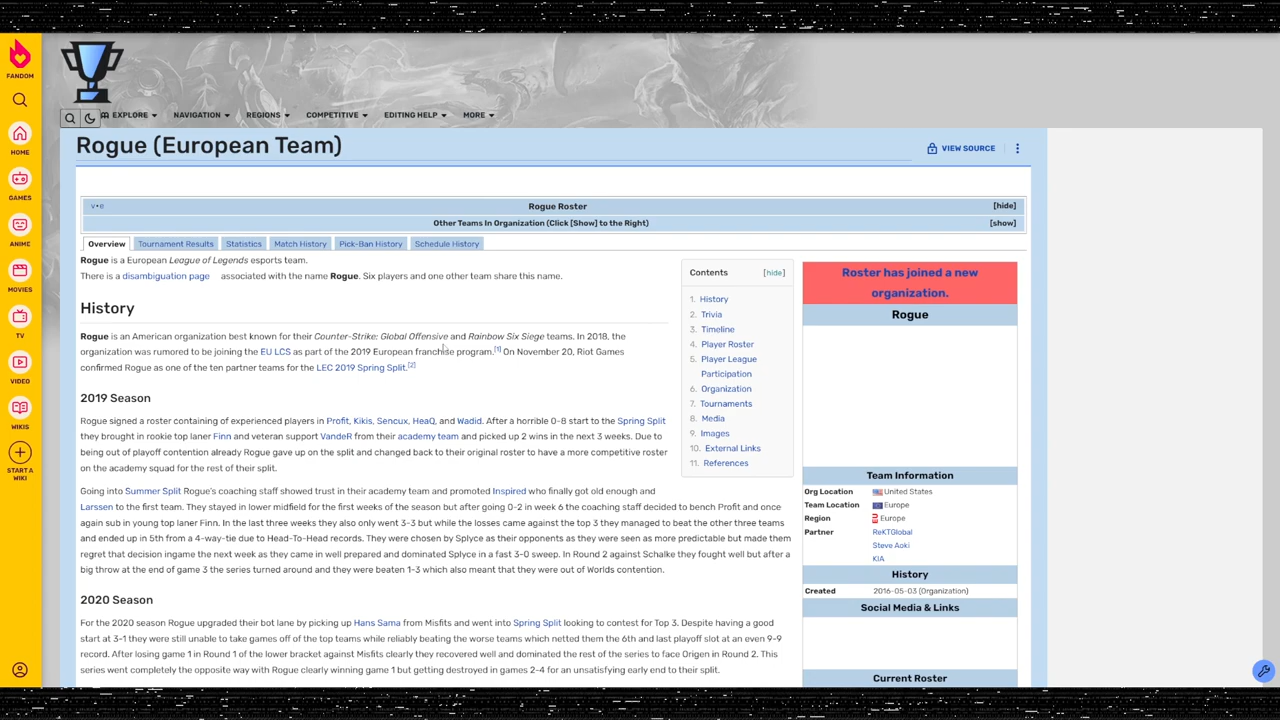 FANDOM
HOME
GAMES
ANIME
MOVIES
TV
VIDEO
WIKIS
START A
WIKI
EXPLORE
NAVIGATION
REGIONS
COMPETITIVE
EDITING HELP
MORE
Rogue (European Team)
VIEW SOURCE
v•e
Rogue Roster
[hide]
Other Teams In Organization (Click [Show] to the Right)
[show]
Overview
Tournament Results
Statistics
Match History
Pick-Ban History
Schedule History
Rogue is a European League of Legends esports team.
There is a disambiguation page associated with the name Rogue. Six players and one other team share this name.
History
Rogue is an American organization best known for their Counter-Strike: Global Offensive and Rainbow Six Siege teams. In 2018, the
organization was rumored to be joining the EU LCS as part of the 2019 European franchise program.[1] On November 20, Riot Games
confirmed Rogue as one of the ten partner teams for the LEC 2019 Spring Split.[2]
2019 Season
Rogue signed a roster containing of experienced players in Profit, Kikis, Sencux, HeaQ, and Wadid. After a horrible 0-8 start to the Spring Split
they brought in rookie top laner Finn and veteran support VandeR from their academy team and picked up 2 wins in the next 3 weeks. Due to
being out of playoff contention already Rogue gave up on the split and changed back to their original roster to have a more competitive roster
on the academy squad for the rest of their split.
Going into Summer Split Rogue's coaching staff showed trust in their academy team and promoted Inspired who finally got old enough and
Larssen to the first team. They stayed in lower midfield for the first weeks of the season but after going 0-2 in week 6 the coaching staff decided to bench Profit and once
again sub in young top laner Finn. In the last three weeks they also only went 3-3 but while the losses came against the top 3 they managed to beat the other three teams
and ended up in 5th from a 4-way-tie due to Head-To-Head records. They were chosen by Splyce as their opponents as they were seen as more predictable but made them
regret that decision ingame the next week as they came in well prepared and dominated Splyce in a fast 3-0 sweep. In Round 2 against Schalke they fought well but after a
big throw at the end of game 3 the series turned around and they were beaten 1-3 which also meant that they were out of Worlds contention.
2020 Season
For the 2020 season Rogue upgraded their bot lane by picking up Hans Sama from Misfits and went into Spring Split looking to contest for Top 3. Despite having a good
start at 3-1 they were still unable to take games off of the top teams while reliably beating the worse teams which netted them the 6th and last playoff slot at an even 9-9
record. After losing game 1 in Round 1 of the lower bracket against Misfits clearly they recovered well and dominated the rest of the series to face Origen in Round 2. This
series went completely the opposite way with Rogue clearly winning game 1 but getting destroyed in games 2-4 for an unsatisfying early end to their split.
Contents
[hide]
1. History
2. Trivia
3. Timeline
4. Player Roster
5. Player League
Participation
6. Organization
7. Tournaments
8. Media
9. Images
10. External Links
11. References
Roster has joined a new
organization.
Rogue
Team Information
Org Location United States
Team Location Europe
Region Europe
Partner ReKTGlobal
Steve Aoki
KIA
History
Created 2016-05-03 (Organization)
Social Media & Links
Current Roster